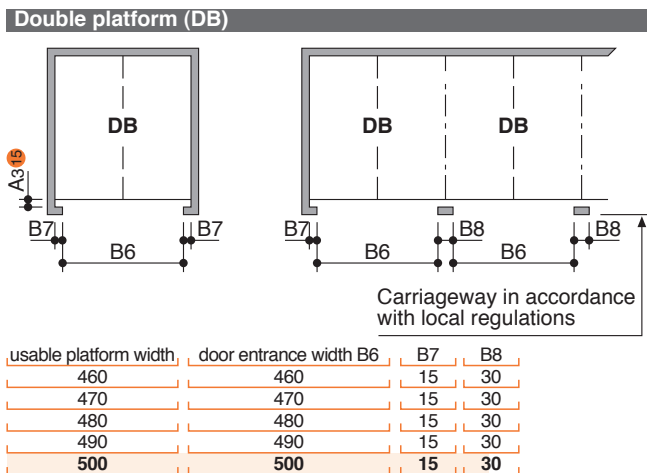 Double platform (DB)
DB DB DB
A3 15
B7 B7 B7 B8 B8
B6 B6 B6
Carriageway in accordance
with local regulations
usable platform width door entrance width B6 B7 B8
460 460 15 30
470 470 15 30
480 480 15 30
490 490 15 30
500 500 15 30